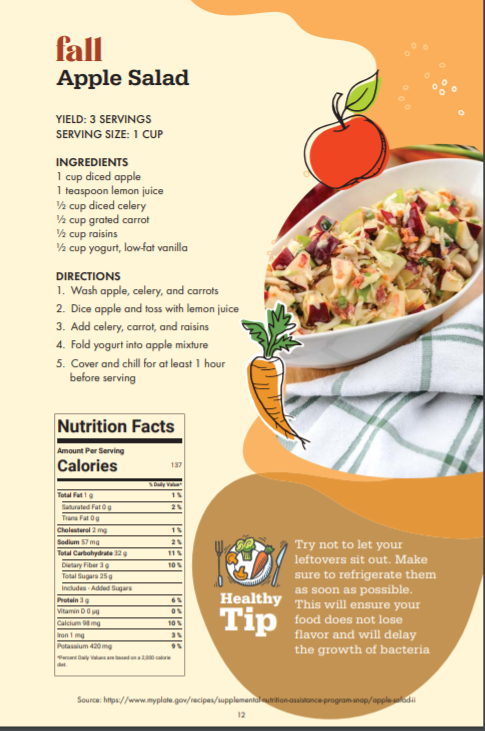 fall
Apple Salad
YIELD: 3 SERVINGS
SERVING SIZE: 1 CUP
INGREDIENTS
1 cup diced apple
1 teaspoon lemon juice
½ cup diced celery
½ cup grated carrot
½ cup raisins
½ cup yogurt, low-fat vanilla
DIRECTIONS
1. Wash apple, celery, and carrots
2. Dice apple and toss with lemon juice
3. Add celery, carrot, and raisins
4. Fold yogurt into apple mixture
5. Cover and chill for at least 1 hour
before serving
Nutrition Facts
Amount Per Serving
Calories 137
% Daily Value*
Total Fat 1 g 1 %
Saturated Fat 0 g 2 %
Trans Fat 0 g
Cholesterol 2 mg 1 %
Sodium 57 mg 2 %
Total Carbohydrate 32 g 11 %
Dietary Fiber 3 g 10 %
Total Sugars 25 g
Includes - Added Sugars
Protein 3 g 6 %
Vitamin D 0 µg 0 %
Calcium 98 mg 10 %
Iron 1 mg 3 %
Potassium 420 mg 9 %
*Percent Daily Values are based on a 2,000 calorie
diet.
Healthy
Tip
Try not to let your
leftovers sit out. Make
sure to refrigerate them
as soon as possible.
This will ensure your
food does not lose
flavor and will delay
the growth of bacteria
Source: https://www.myplate.gov/recipes/supplemental-nutrition-assistance-program-snap/apple-salad-ii
12